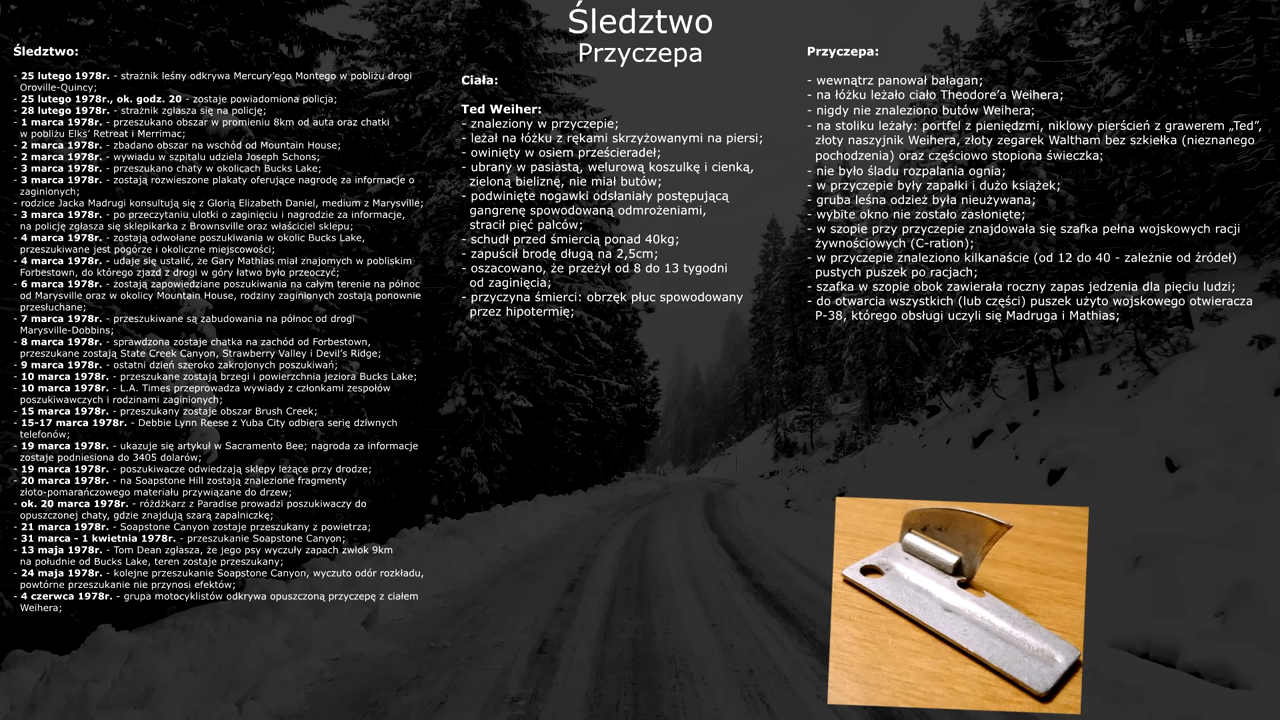 Śledztwo
Przyczepa
Śledztwo:
- 25 lutego 1978r. - strażnik leśny odkrywa Mercury'ego Montego w pobliżu drogi
Oroville-Quincy;
- 25 lutego 1978r., ok. godz. 20 - zostaje powiadomiona policja;
- 28 lutego 1978r. - strażnik zgłasza się na policję;
- 1 marca 1978r. - przeszukano obszar w promieniu 8km od auta oraz chatki
w pobliżu Elks' Retreat i Merrimac;
- 2 marca 1978r. - zbadano obszar na wschód od Mountain House;
- 2 marca 1978r. - wywiadu w szpitalu udziela Joseph Schons;
- 3 marca 1978r. - przeszukano chaty w okolicach Bucks Lake;
- 3 marca 1978r. - zostają rozwieszone plakaty oferujące nagrodę za informacje o
zaginionych;
- rodzice Jacka Madrugi konsultują się z Glorią Elizabeth Daniel, medium z Marysville;
- 3 marca 1978r. - po przeczytaniu ulotki o zaginięciu i nagrodzie za informacje,
na policję zgłasza się sklepikarka z Brownsville oraz właściciel sklepu;
- 4 marca 1978r. - zostają odwołane poszukiwania w okolic Bucks Lake,
przeszukiwane jest pogórze i okoliczne miejscowości;
- 4 marca 1978r. - udaje się ustalić, że Gary Mathias miał znajomych w pobliskim
Forbestown, do którego zjazd z drogi w góry łatwo było przeoczyć;
- 6 marca 1978r. - zostają zapowiedziane poszukiwania na całym terenie na północ
od Marysville oraz w okolicy Mountain House, rodziny zaginionych zostają ponownie
przesłuchane;
- 7 marca 1978r. - przeszukiwane są zabudowania na północ od drogi
Marysville-Dobbins;
- 8 marca 1978r. - sprawdzona zostaje chatka na zachód od Forbestown,
przeszukane zostają State Creek Canyon, Strawberry Valley i Devil's Ridge;
- 9 marca 1978r. - ostatni dzień szeroko zakrojonych poszukiwań;
- 10 marca 1978r. - przeszukane zostają brzegi i powierzchnia jeziora Bucks Lake;
- 10 marca 1978r. - L.A. Times przeprowadza wywiady z członkami zespołów
poszukiwawczych i rodzinami zaginionych;
- 15 marca 1978r. - przeszukany zostaje obszar Brush Creek;
- 15-17 marca 1978r. - Debbie Lynn Reese z Yuba City odbiera serię dziwnych
telefonów;
- 19 marca 1978r. - ukazuje się artykuł w Sacramento Bee; nagroda za informacje
zostaje podniesiona do 3405 dolarów;
- 19 marca 1978r. - poszukiwacze odwiedzają sklepy leżące przy drodze;
- 20 marca 1978r. - na Soapstone Hill zostają znalezione fragmenty
złoto-pomarańczowego materiału przywiązane do drzew;
- ok. 20 marca 1978r. - różdżkarz z Paradise prowadzi poszukiwaczy do
opuszczonej chaty, gdzie znajdują szarą zapalniczkę;
- 21 marca 1978r. - Soapstone Canyon zostaje przeszukany z powietrza;
- 31 marca - 1 kwietnia 1978r. - przeszukanie Soapstone Canyon;
- 13 maja 1978r. - Tom Dean zgłasza, że jego psy wyczuły zapach zwłok 9km
na południe od Bucks Lake, teren zostaje przeszukany;
- 24 maja 1978r. - kolejne przeszukanie Soapstone Canyon, wyczuto odór rozkładu,
powtórne przeszukanie nie przynosi efektów;
- 4 czerwca 1978r. - grupa motocyklistów odkrywa opuszczoną przyczepę z ciałem
Weihera;
Ciała:
Ted Weiher:
- znaleziony w przyczepie;
- leżał na łóżku z rękami skrzyżowanymi na piersi;
- owinięty w osiem prześcieradeł;
- ubrany w pasiastą, welurową koszulkę i cienką,
zieloną bieliznę, nie miał butów;
- podwinięte nogawki odsłaniały postępującą
gangrenę spowodowaną odmrożeniami,
stracił pięć palców;
- schudł przed śmiercią ponad 40kg;
- zapuścił brodę długą na 2,5cm;
- oszacowano, że przeżył od 8 do 13 tygodni
od zaginięcia;
- przyczyna śmierci: obrzęk płuc spowodowany
przez hipotermię;
Przyczepa:
- wewnątrz panował bałagan;
- na łóżku leżało ciało Theodore'a Weihera;
- nigdy nie znaleziono butów Weihera;
- na stoliku leżały: portfel z pieniędzmi, niklowy pierścień z grawerem „Ted”,
złoty naszyjnik Weihera, złoty zegarek Waltham bez szkiełka (nieznanego
pochodzenia) oraz częściowo stopiona świeczka;
- nie było śladu rozpalania ognia;
- w przyczepie były zapałki i dużo książek;
- gruba leśna odzież była nieużywana;
- wybite okno nie zostało zasłonięte;
- w szopie przy przyczepie znajdowała się szafka pełna wojskowych racji
żywnościowych (C-ration);
- w przyczepie znaleziono kilkanaście (od 12 do 40 - zależnie od źródeł)
pustych puszek po racjach;
- szafka w szopie obok zawierała roczny zapas jedzenia dla pięciu ludzi;
- do otwarcia wszystkich (lub części) puszek użyto wojskowego otwieracza
P-38, którego obsługi uczyli się Madruga i Mathias;